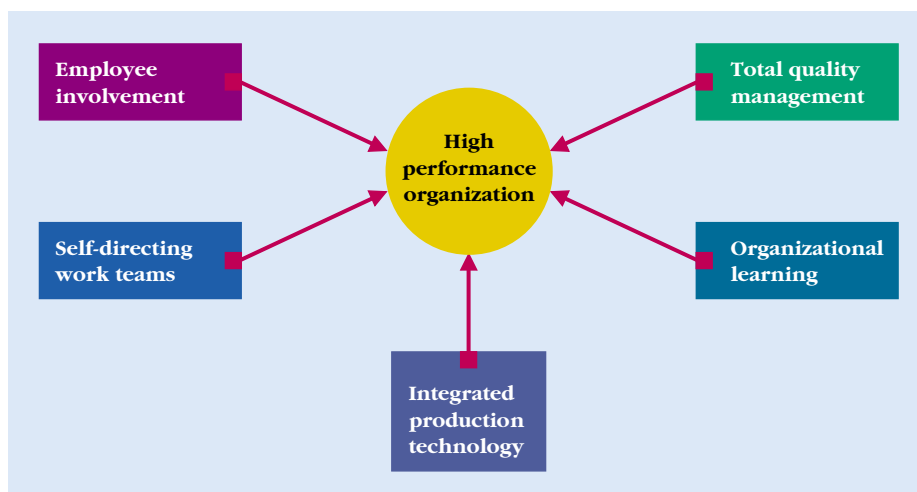 Employee
involvement
Total quality
management
High
performance
organization
Self-directing
work teams
Organizational
learning
Integrated
production
technology